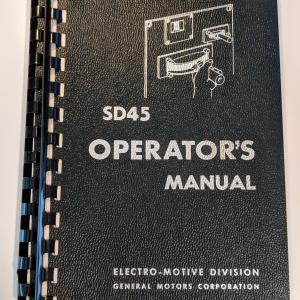 SD45
OPERATOR'S
MANUAL
ELECTRO-MOTIVE DIVISION
GENERAL MOTORS CORPORATION